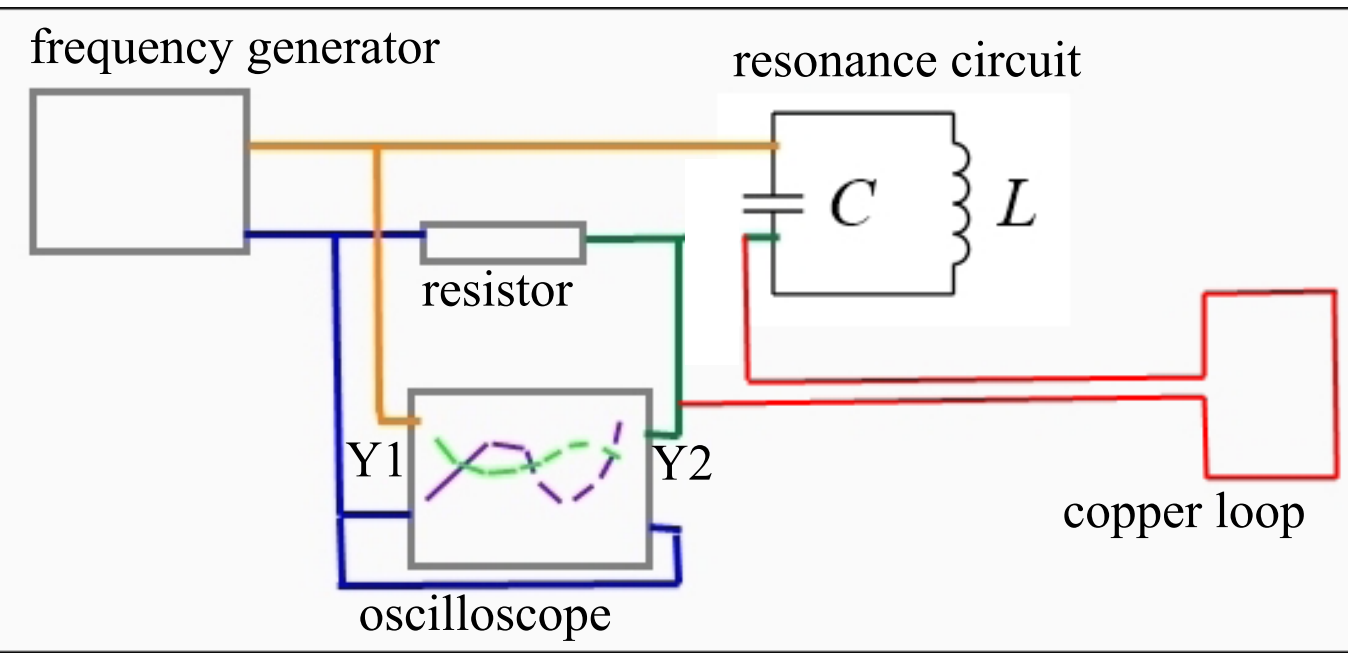 frequency generator
resonance circuit
C
L
resistor
Y1
Y2
copper loop
oscilloscope